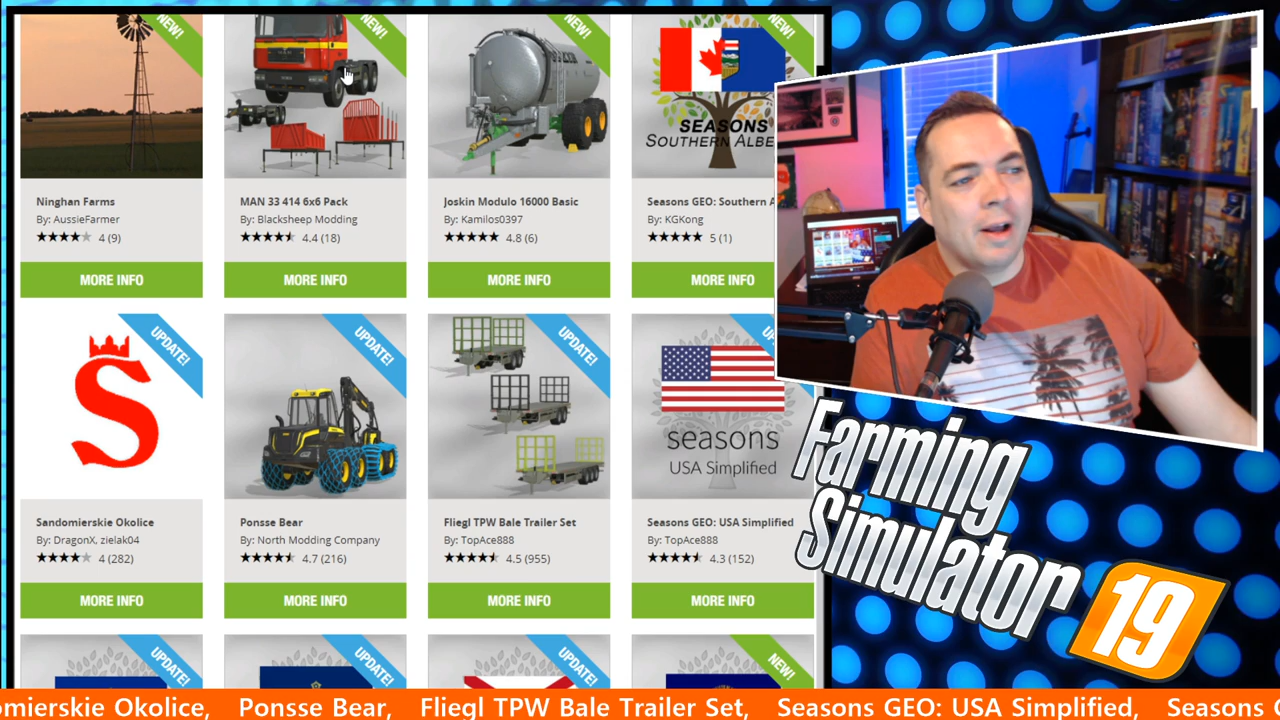 NEW!
NEW!
NEW!
NEW!
SEASONS
SOUTHERN ALBE
Ninghan Farms
By: AussieFarmer
4 (9)
MORE INFO
MAN 33 414 6x6 Pack
By: Blacksheep Modding
4.4 (18)
MORE INFO
Joskin Modulo 16000 Basic
By: Kamilos0397
4.8 (6)
MORE INFO
Seasons GEO: Southern A
By: KGKong
5 (1)
MORE INFO
UPDATE!
S
UPDATE!
UPDATE!
UP
seasons
USA Simplified
Sandomierskie Okolice
By: DragonX, zielak04
4 (282)
MORE INFO
Ponsse Bear
By: North Modding Company
4.7 (216)
MORE INFO
Fliegl TPW Bale Trailer Set
By: TopAce888
4.5 (955)
MORE INFO
Seasons GEO: USA Simplified
By: TopAce888
4.3 (152)
MORE INFO
UPDATE!
UPDATE!
UPDATE!
NEW!
Farming
Simulator 19
omierskie Okolice, Ponsse Bear, Fliegl TPW Bale Trailer Set, Seasons GEO: USA Simplified, Seasons G